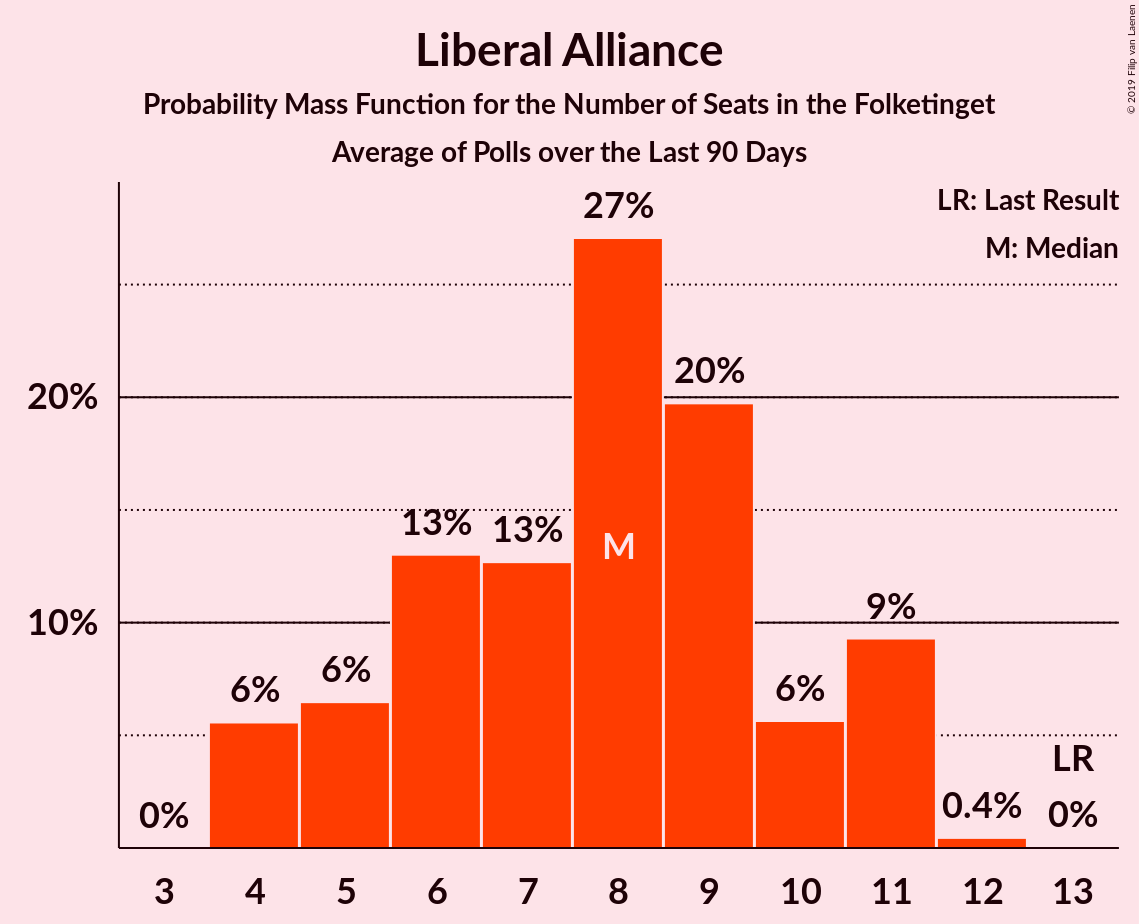 Liberal Alliance
Probability Mass Function for the Number of Seats in the Folketinget
Average of Polls over the Last 90 Days
© 2019 Filip van Laenen
LR: Last Result
M: Median
27%
20%
20%
13%
13%
M
10%
9%
6%
6%
6%
LR
0%
0.4%
0%
3 4 5 6 7 8 9 10 11 12 13